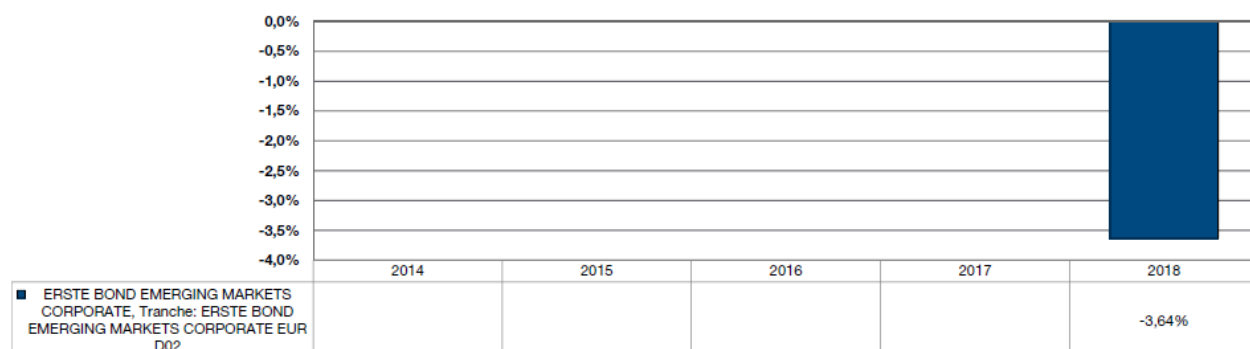 0,0%
-0,5%
-1,0%
-1,5%
-2,0%
-2,5%
-3,0%
-3,5%
-4,0%
2014 2015 2016 2017 2018
ERSTE BOND EMERGING MARKETS
CORPORATE, Tranche: ERSTE BOND
EMERGING MARKETS CORPORATE EUR
D02
-3,64%